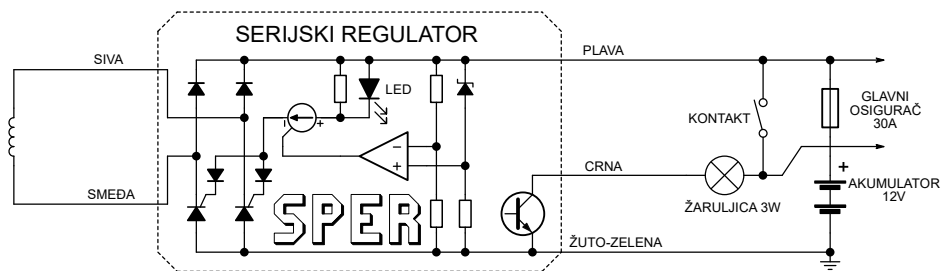 SERIJSKI REGULATOR
SIVA
PLAVA
LED
GLAVNI
OSIGURAČ
30A
KONTAKT
- +
−
+
CRNA
+
SMEĐA
SPER
ŽARULJICA 3W
AKUMULATOR
12V
ŽUTO-ZELENA